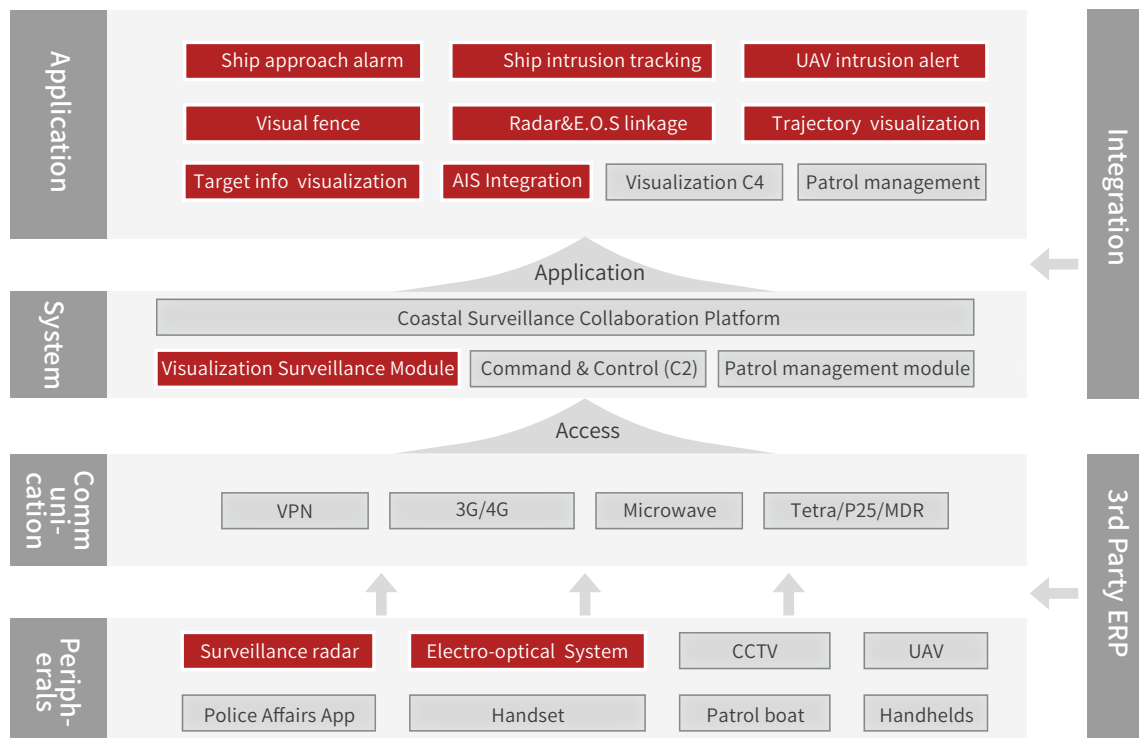 Application
Ship approach alarm
Ship intrusion tracking
UAV intrusion alert
Visual fence
Radar&E.O.S linkage
Trajectory visualization
Target info visualization
AIS Integration
Visualization C4
Patrol management
Integration
Application
System
Coastal Surveillance Collaboration Platform
Visualization Surveillance Module
Command & Control (C2)
Patrol management module
Access
Comm
uni-
cation
VPN
3G/4G
Microwave
Tetra/P25/MDR
3rd Party ERP
Periph-
erals
Surveillance radar
Electro-optical System
CCTV
UAV
Police Affairs App
Handset
Patrol boat
Handhelds